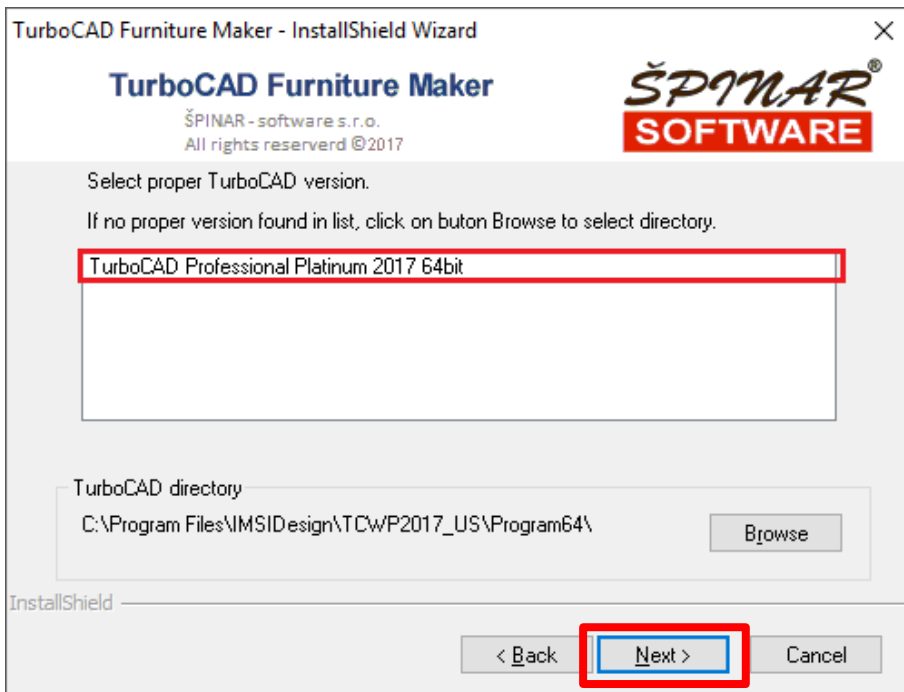 TurboCAD Furniture Maker - InstallShield Wizard
TurboCAD Furniture Maker
ŠPINAR - software s.r.o.
All rights reserverd ©2017
ŠPINAR®
SOFTWARE
Select proper TurboCAD version.
If no proper version found in list, click on buton Browse to select directory.
TurboCAD Professional Platinum 2017 64bit
TurboCAD directory
C:\Program Files\IMSIDesign\TCWP2017_US\Program64\
Browse
InstallShield
< Back
Next >
Cancel